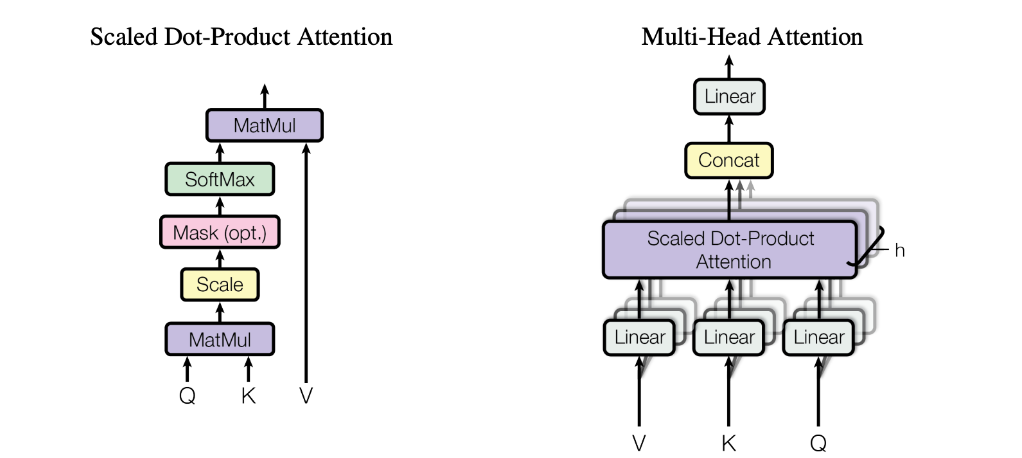 Scaled Dot-Product Attention
MatMul
SoftMax
Mask (opt.)
Scale
MatMul
Q K V
Multi-Head Attention
Linear
Concat
Scaled Dot-Product
Attention
h
Linear Linear Linear
V K Q